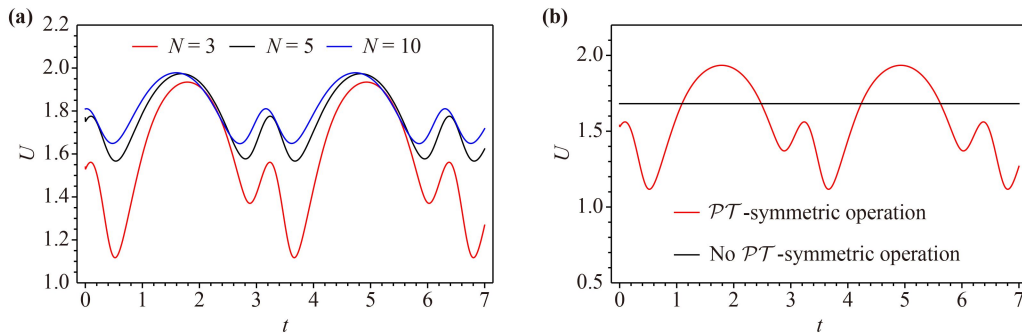 (a)
2.2
2.0
1.8
1.6
1.4
1.2
1.0
U
N = 3 N = 5 N = 10
0 1 2 3 4 5 6 7
t
(b)
2.0
1.5
1.0
0.5
U
𝒫𝒯-symmetric operation
No 𝒫𝒯-symmetric operation
0 1 2 3 4 5 6 7
t